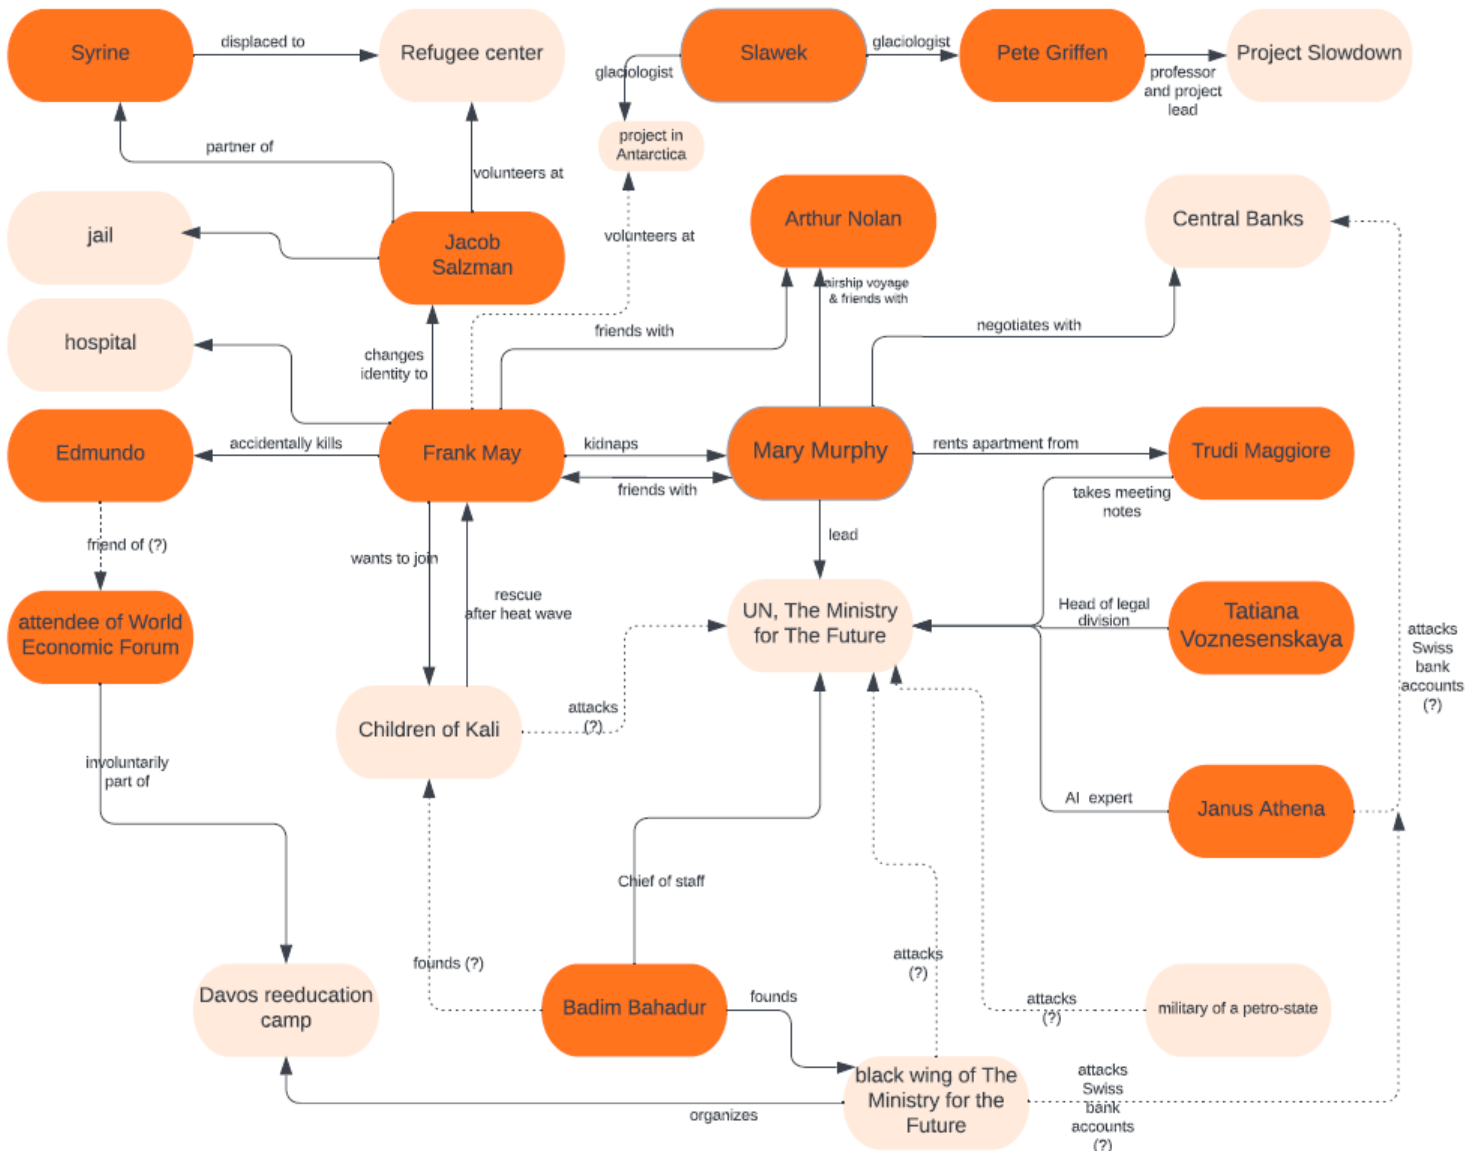 Syrine
displaced to
Refugee center
Slawek
glaciologist
Pete Griffen
Project Slowdown
glaciologist
professor
and project
lead
project in
Antarctica
partner of
volunteers at
jail
Jacob
Salzman
volunteers at
Arthur Nolan
Central Banks
airship voyage
& friends with
hospital
changes
identity to
friends with
negotiates with
Edmundo
accidentally kills
Frank May
kidnaps
friends with
Mary Murphy
rents apartment from
Trudi Maggiore
takes meeting
notes
friend of (?)
wants to join
lead
rescue
after heat wave
attendee of World
Economic Forum
UN, The Ministry
for The Future
Head of legal
division
Tatiana
Voznesenskaya
attacks
Swiss
bank
accounts
(?)
Children of Kali
attacks
(?)
involuntarily
part of
AI expert
Janus Athena
Chief of staff
founds (?)
attacks
(?)
Davos reeducation
camp
Badim Bahadur
founds
attacks
(?)
military of a petro-state
black wing of The
Ministry for the
Future
organizes
attacks
Swiss
bank
accounts
(?)